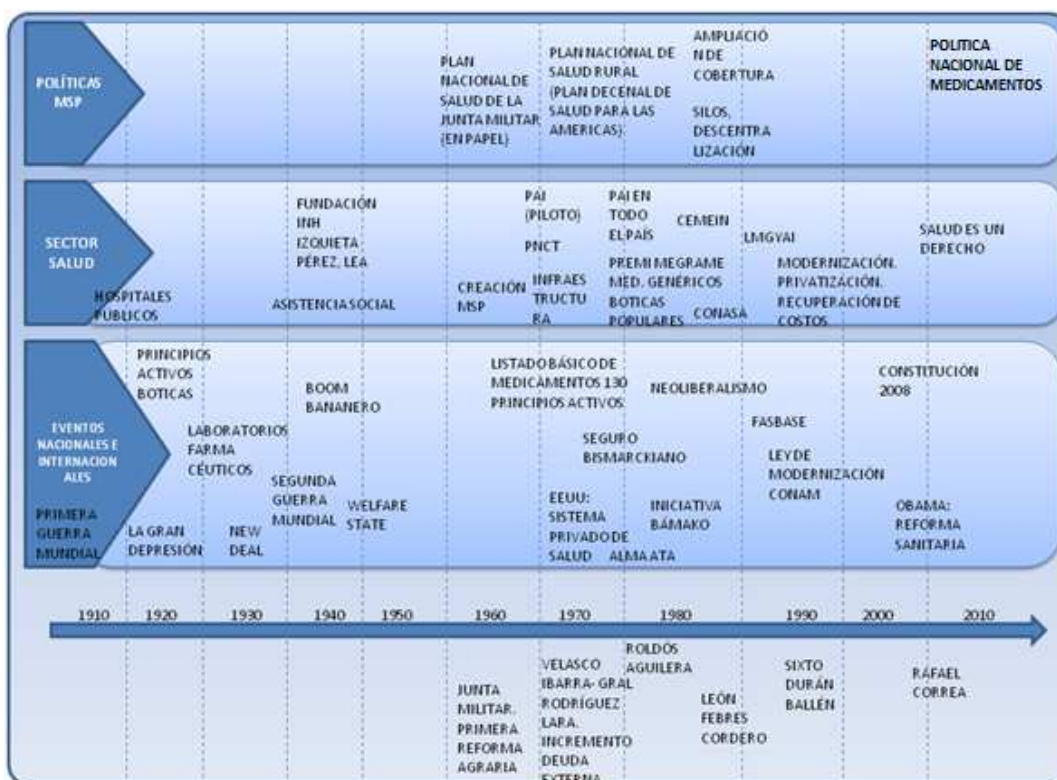 POLÍTICAS
MSP
PLAN
NACIONAL DE
SALUD DE LA
JUNTA MILITAR
(EN PAPEL)
PLAN NACIONAL DE
SALUD RURAL
(PLAN DECENAL DE
SALUD PARA LAS
AMERICAS).
AMPLIACIÓ
N DE
COBERTURA
SILOS,
DESCENTRA
LIZACIÓN
POLITICA
NACIONAL DE
MEDICAMENTOS
SECTOR
SALUD
HOSPITALES
PÚBLICOS
FUNDACIÓN
INH
IZQUIETA
PÉREZ, LEA
ASISTENCIA SOCIAL
CREACIÓN
MSP
PAI
(PILOTO)
PNCT
INFRAES
TRUCTU
RA
PAI EN
TODO
EL PAÍS
PREMI MEGRAME
MED. GENÉRICOS
BOTICAS
POPULARES
CEMEIN
CONASA
LMGYAI
MODERNIZACIÓN.
PRIVATIZACIÓN.
RECUPERACIÓN DE
COSTOS
SALUD ES UN
DERECHO
EVENTOS
NACIONALES E
INTERNACION
ALES
PRIMERA
GUERRA
MUNDIAL
PRINCIPIOS
ACTIVOS
BOTICAS
LA GRAN
DEPRESIÓN
LABORATORIOS
FARMA
CÉUTICOS
NEW
DEAL
BOOM
BANANERO
SEGUNDA
GUERRA
MUNDIAL
WELFARE
STATE
LISTADO BÁSICO DE
MEDICAMENTOS 130
PRINCIPIOS ACTIVOS
SEGURO
BISMARCKIANO
EEUU:
SISTEMA
PRIVADO DE
SALUD
ALMA ATA
NEOLIBERALISMO
INICIATIVA
BÁMAKO
FASBASE
LEY DE
MODERNIZACIÓN
CONAM
CONSTITUCIÓN
2008
OBAMA:
REFORMA
SANITARIA
1910 1920 1930 1940 1950 1960 1970 1980 1990 2000 2010
JUNTA
MILITAR.
PRIMERA
REFORMA
AGRARIA
VELASCO
IBARRA- GRAL
RODRÍGUEZ
LARA.
INCREMENTO
DEUDA
EXTERNA
ROLDÓS
AGUILERA
LEÓN
FEBRES
CORDERO
SIXTO
DURÁN
BALLÉN
RAFAEL
CORREA